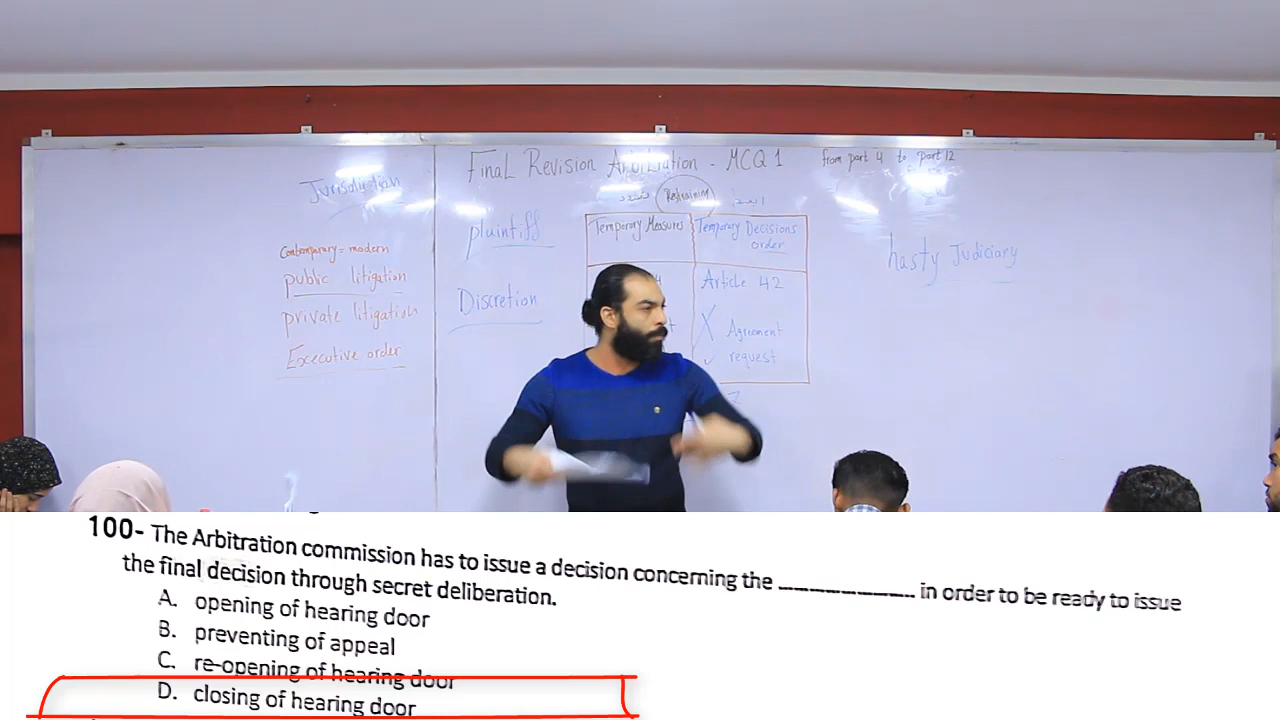 Final Revision Arbitration - MCQ 1 from part 4 to part 12
Jurisdiction
Restraining
plaintiff
Temporary Measures
Temporary Decisions
order
Contemporary = modern
hasty Judiciary
public litigation
Article 42
Discretion
private litigation
X Agreement
Excecutive order
✓ request
100- The Arbitration commission has to issue a decision concerning the ____________ in order to be ready to issue
the final decision through secret deliberation.
A. opening of hearing door
B. preventing of appeal
C. re-opening of hearing door
D. closing of hearing door